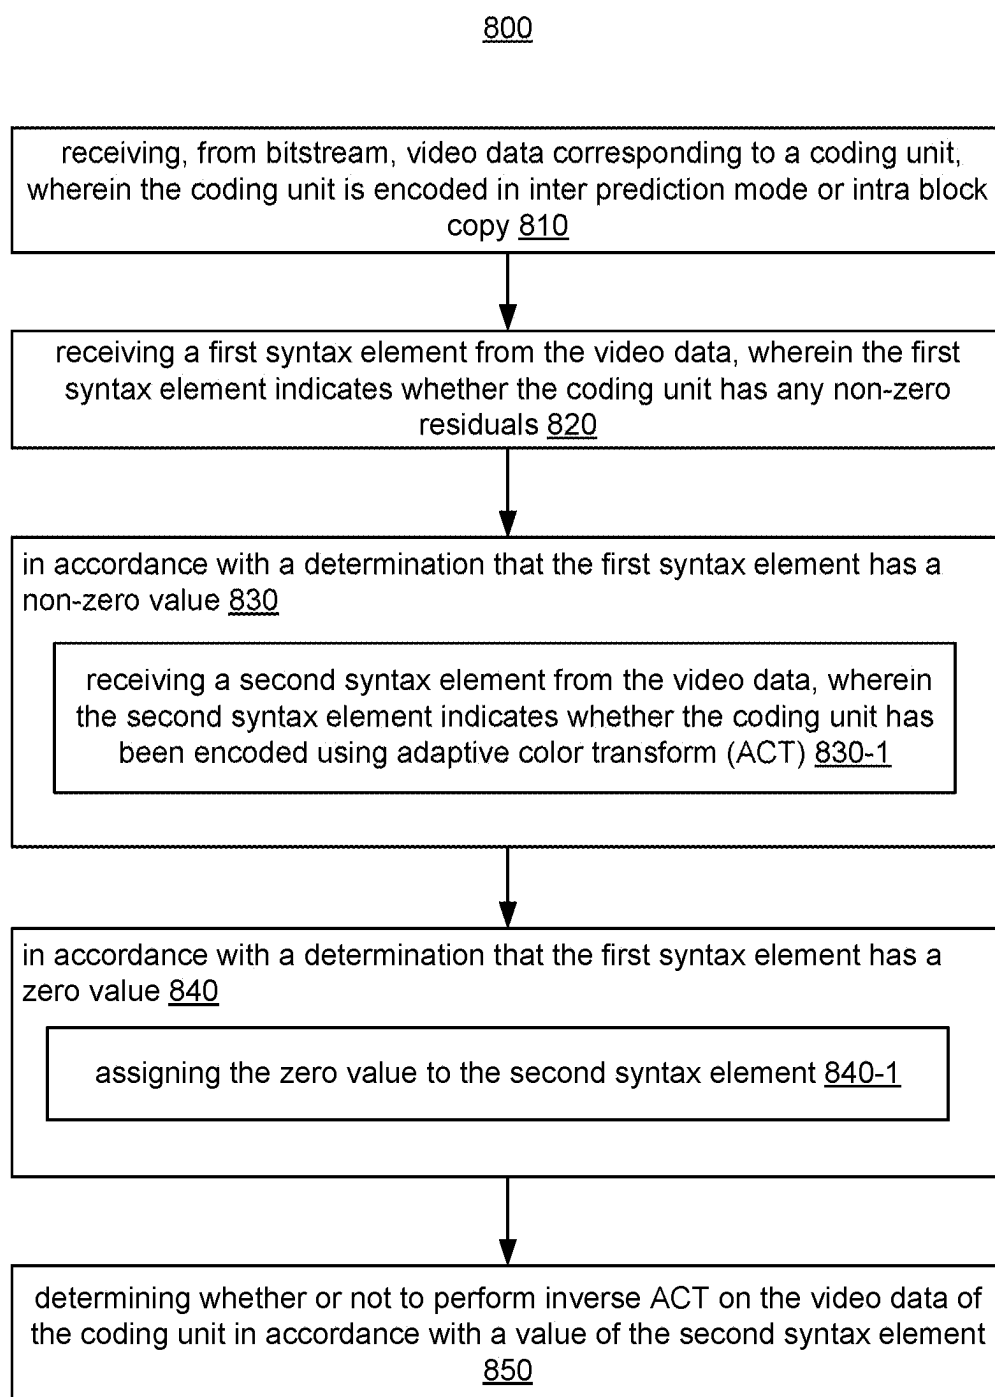 800
receiving, from bitstream, video data corresponding to a coding unit,
wherein the coding unit is encoded in inter prediction mode or intra block
copy 810
receiving a first syntax element from the video data, wherein the first
syntax element indicates whether the coding unit has any non-zero
residuals 820
in accordance with a determination that the first syntax element has a
non-zero value 830
receiving a second syntax element from the video data, wherein
the second syntax element indicates whether the coding unit has
been encoded using adaptive color transform (ACT) 830-1
in accordance with a determination that the first syntax element has a
zero value 840
assigning the zero value to the second syntax element 840-1
determining whether or not to perform inverse ACT on the video data of
the coding unit in accordance with a value of the second syntax element
850